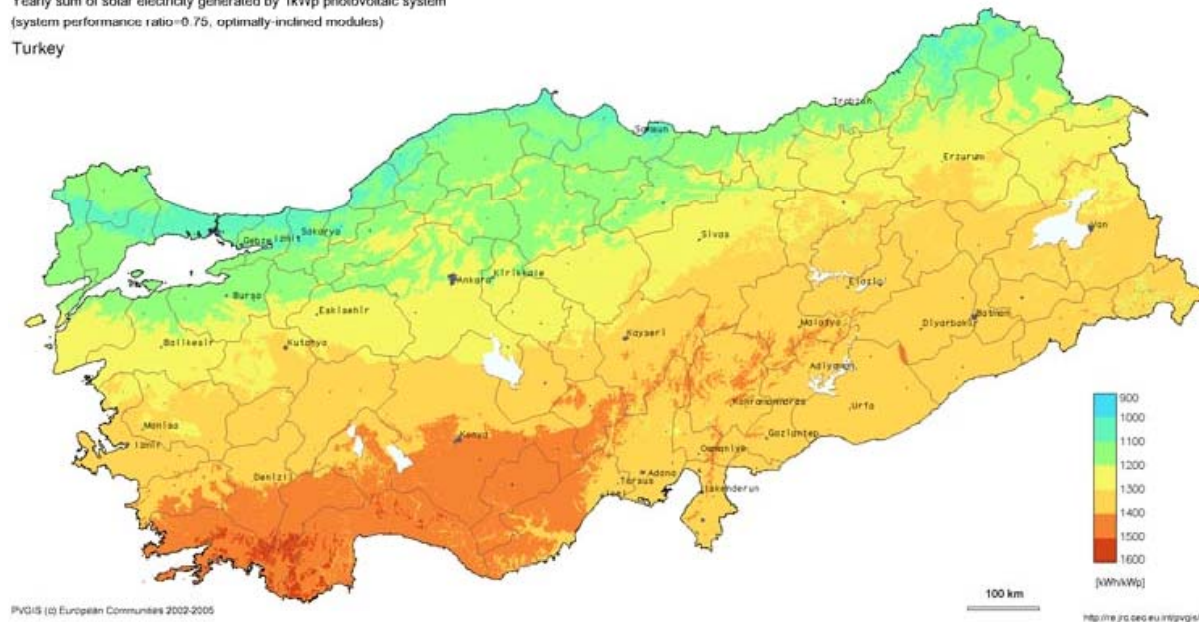 Yearly sum of solar electricity generated by 1kWp photovoltaic system
(system performance ratio=0.75, optimally-inclined modules)
Turkey
Trabzon
Samsun
Erzurum
Sakarya
Gebze
Izmit
Sivas
Van
Ankara
Kirikkale
Elazig
Bursa
Eskisehir
Batman
Kayseri
Malatya
Diyarbakir
Balikesir
Kutahya
Adiyaman
Kahramanmaras
Urfa
Manisa
Konya
Gaziantep
Izmir
Osmaniye
Denizli
Adana
Tarsus
Icel
Iskenderun
900
1000
1100
1200
1300
1400
1500
1600
[kWh/kWp]
100 km
PVGIS (c) European Communities 2002-2005
http://re.jrc.cec.eu.int/pvgis/